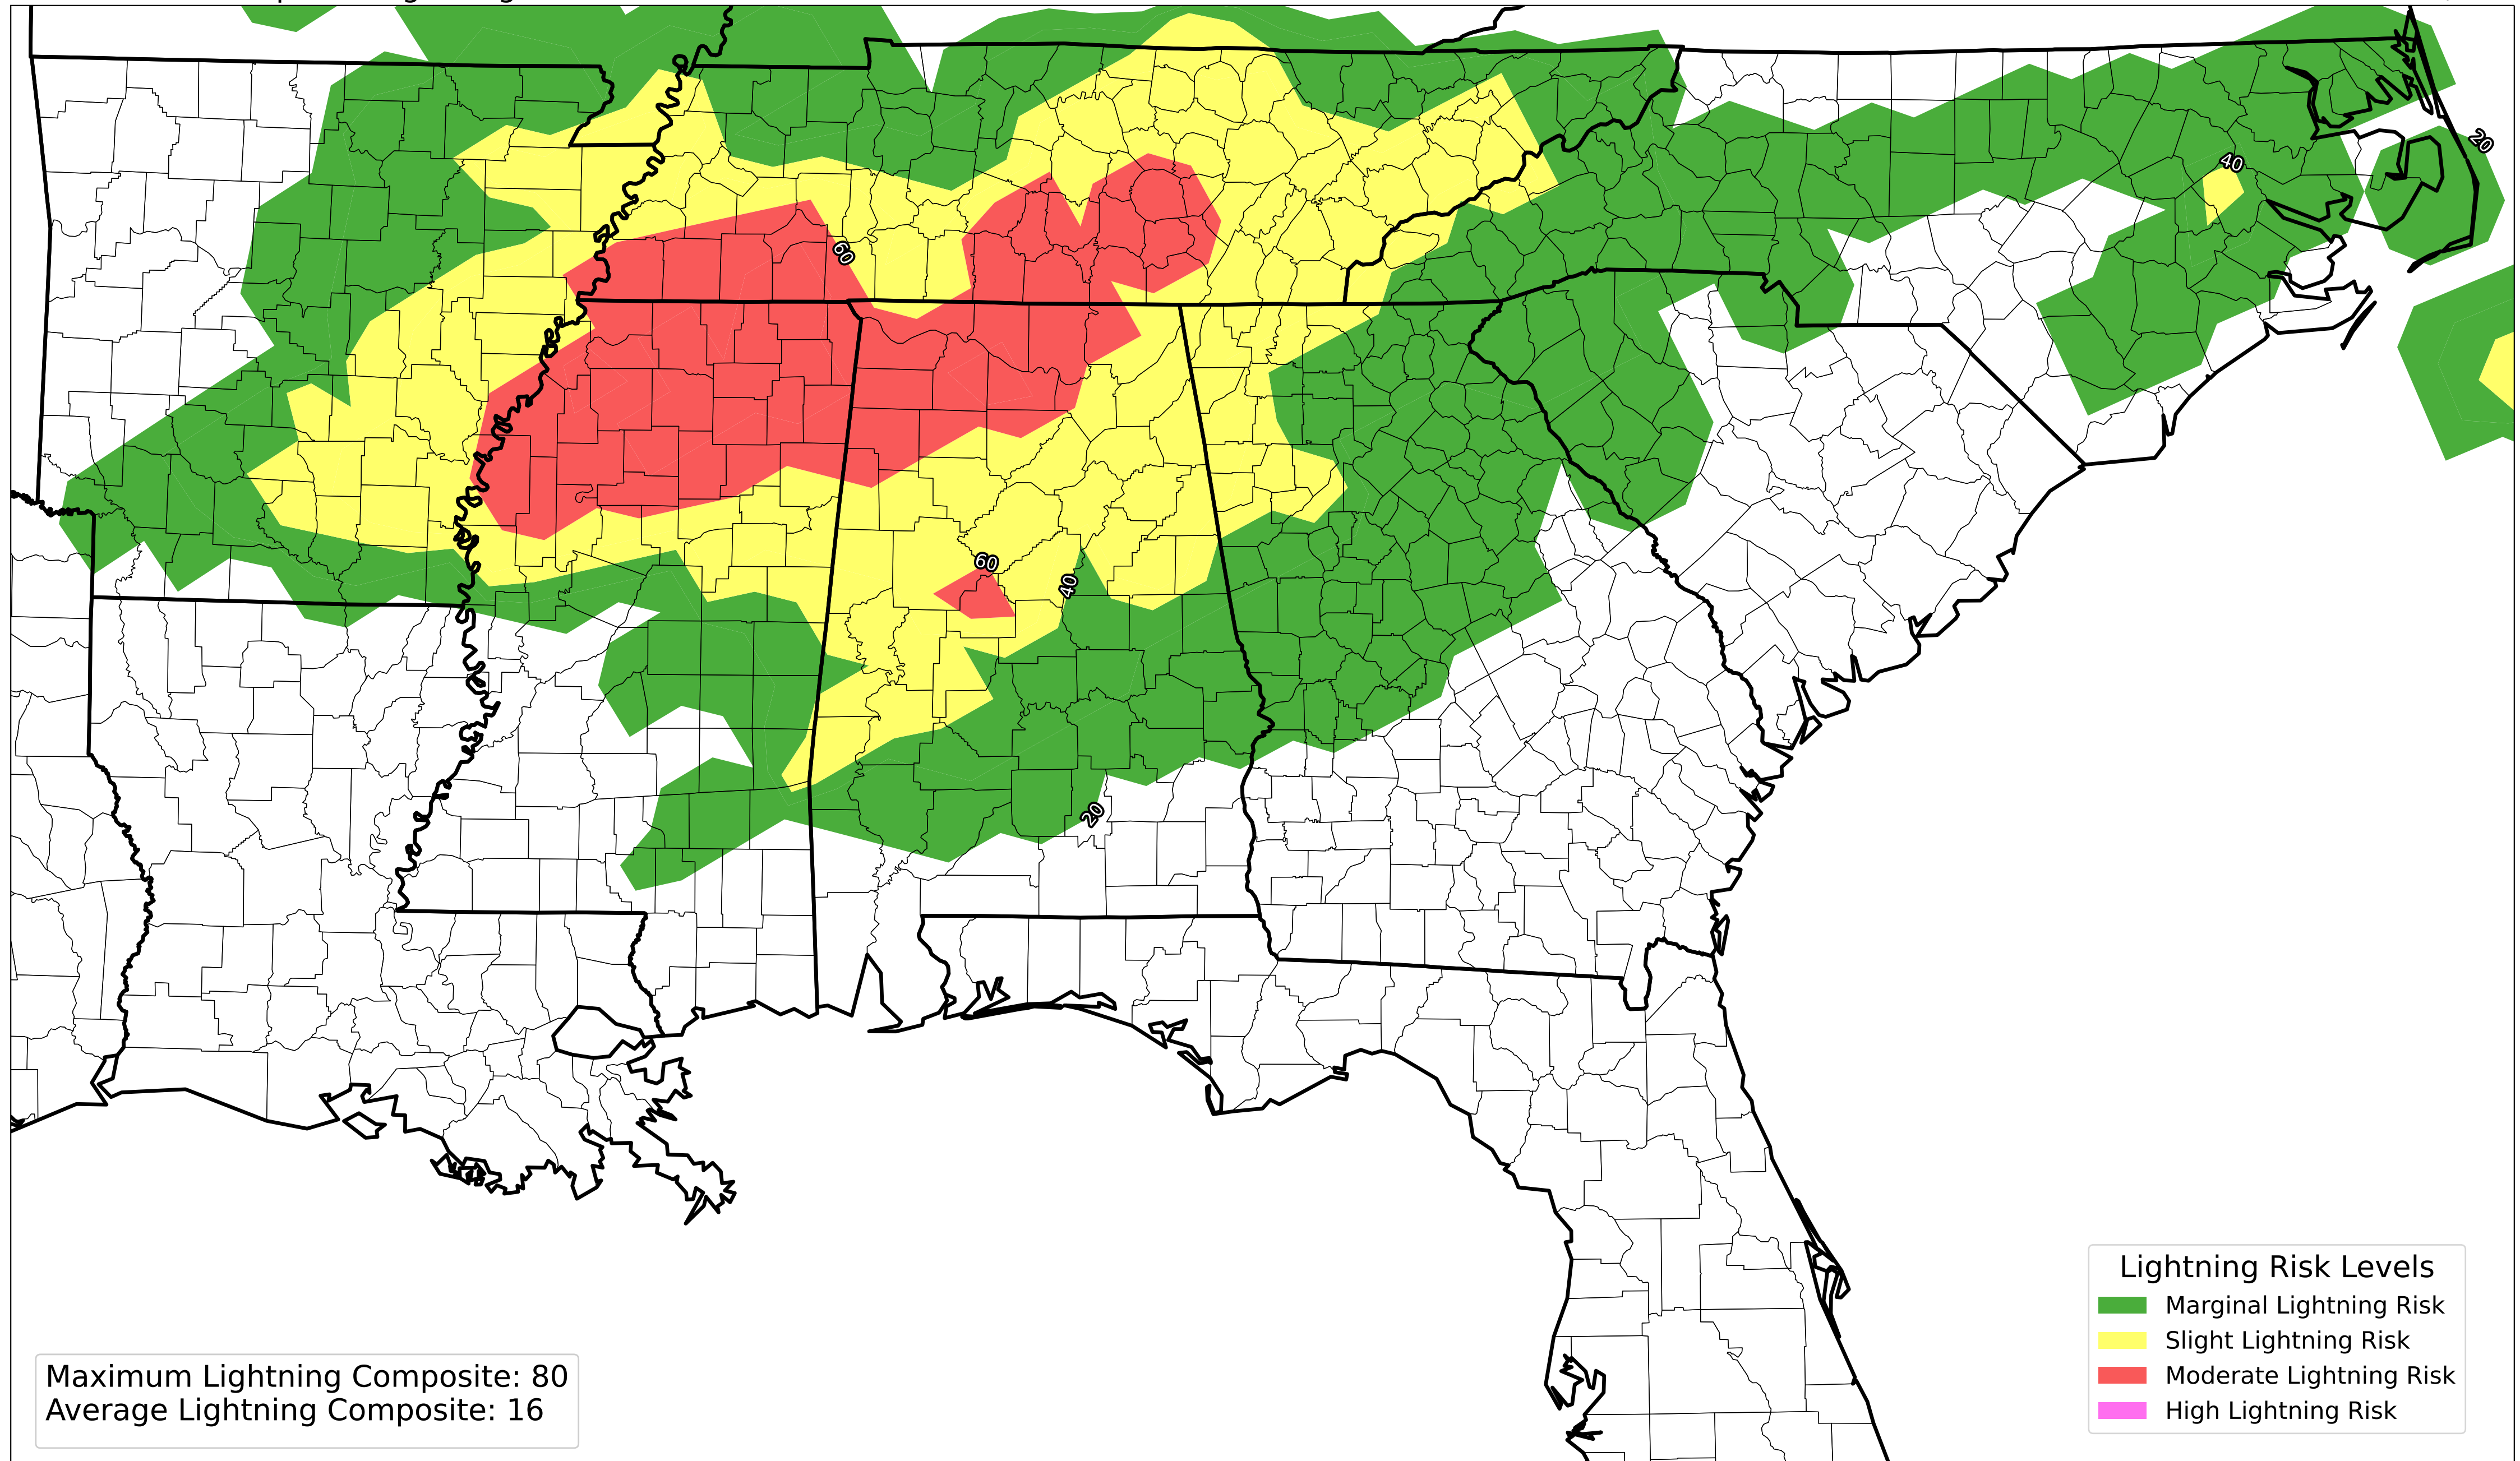 20
40
60
60
40
20
Lightning Risk Levels
Marginal Lightning Risk
Slight Lightning Risk
Moderate Lightning Risk
High Lightning Risk
Maximum Lightning Composite: 80
Average Lightning Composite: 16